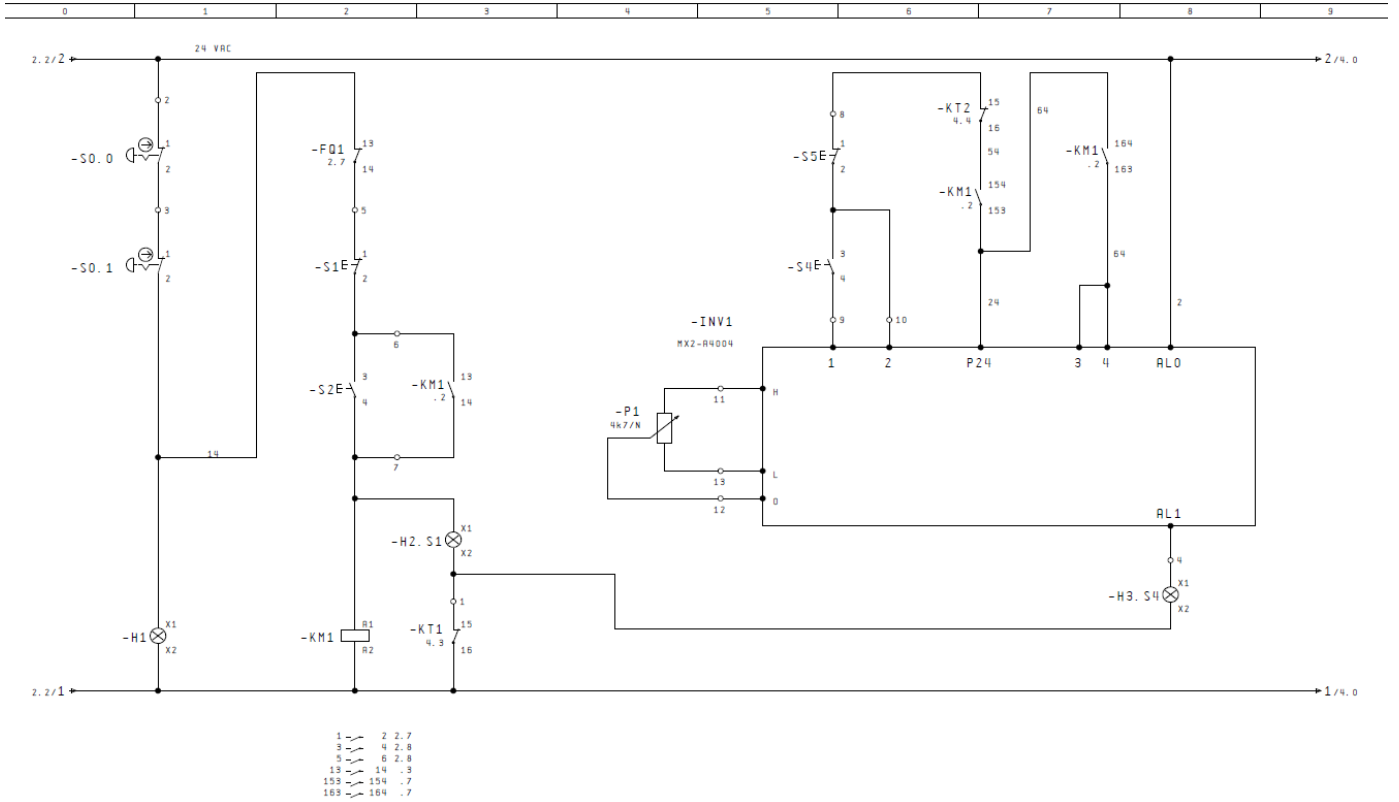 0 1 2 3 4 5 6 7 8 9
24 VAC
2.2/2
2/4.0
2
-S0.0
1
2
3
-S0.1
1
2
14
-H1
X1
X2
-FQ1
2.7
13
14
5
-S1E
1
2
6
-S2E
3
4
-KM1
.2
13
14
7
-H2.S1
X1
X2
1
-KM1
A1
A2
-KT1
4.3
15
16
8
-S5E
1
2
-S4E
3
4
9
10
-KT2
4.4
15
16
54
-KM1
.2
154
153
24
64
-KM1
.2
164
163
64
2
-INV1
MX2-A4004
1 2 P24 3 4 AL0
-P1
4k7/N
11
H
13
L
12
O
AL1
4
-H3.S4
X1
X2
2.2/1
1/4.0
1 2 2.7
3 4 2.8
5 6 2.8
13 14 .3
153 154 .7
163 164 .7